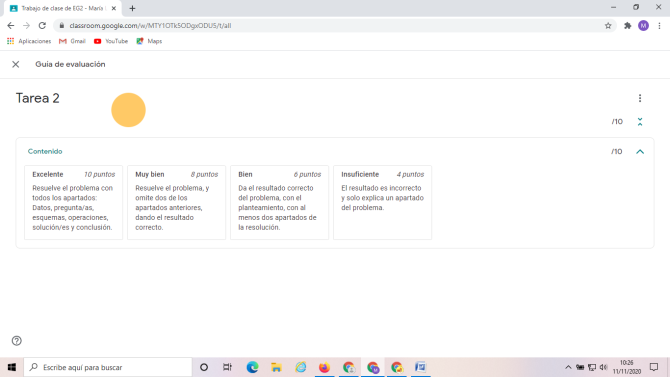 Trabajo de clase de EG2 - María
classroom.google.com/w/MTY1OTk5ODgxODU5/t/all
Aplicaciones Gmail YouTube Maps
Guía de evaluación
Tarea 2
/10
Contenido /10
Excelente 10 puntos
Resuelve el problema con
todos los apartados:
Datos, pregunta/as,
esquemas, operaciones,
solución/es y conclusión.
Muy bien 8 puntos
Resuelve el problema, y
omite dos de los
apartados anteriores,
dando el resultado
correcto.
Bien 6 puntos
Da el resultado correcto
del problema, con el
planteamiento, con al
menos dos apartados de
la resolución.
Insuficiente 4 puntos
El resultado es incorrecto
y solo explica un apartado
del problema.
Escribe aquí para buscar
10:26
11/11/2020